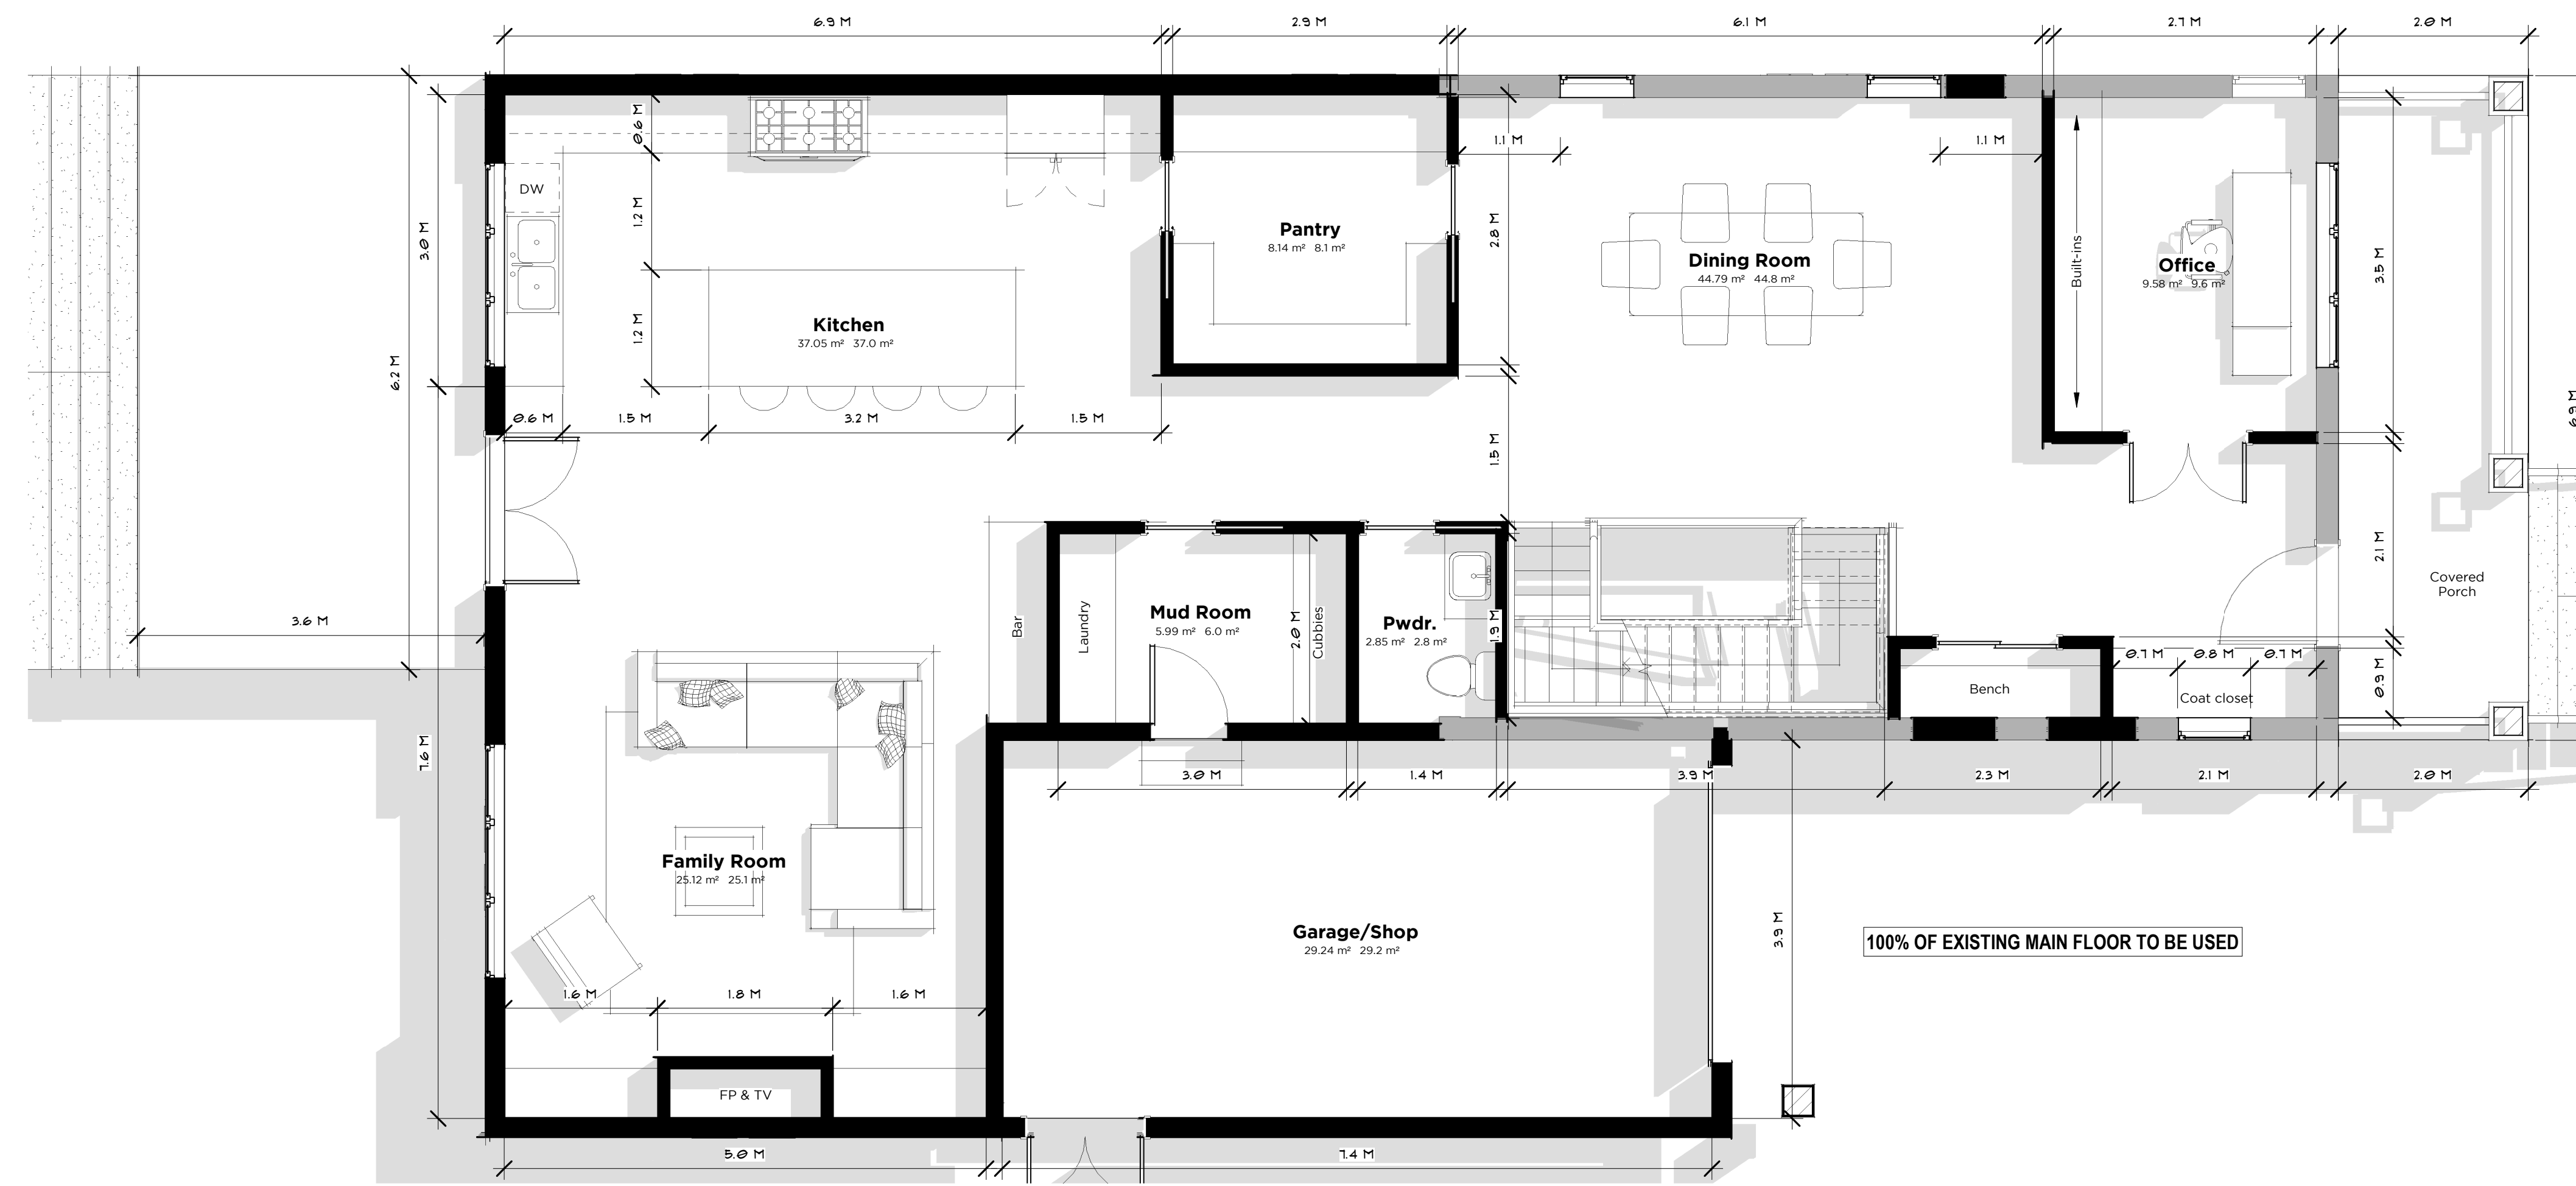 6.9 M
2.9 M
6.1 M
2.7 M
2.0 M
0.6 M
1.1 M
1.1 M
DW
1.2 M
3.0 M
2.8 M
Pantry
8.14 m² 8.1 m²
Dining Room
44.79 m² 44.8 m²
Built-ins
Office
9.58 m² 9.6 m²
3.5 M
Kitchen
37.05 m² 37.0 m²
1.2 M
6.2 M
0.6 M
1.5 M
3.2 M
1.5 M
1.5 M
6.9 M
2.1 M
Covered
Porch
3.6 M
Bar
Laundry
Mud Room
5.99 m² 6.0 m²
2.0 M
Cubbies
Pwdr.
2.85 m² 2.8 m²
1.9 M
0.7 M
0.8 M
0.7 M
0.9 M
Bench
Coat closet
7.6 M
3.0 M
1.4 M
3.9 M
2.3 M
2.1 M
2.0 M
Family Room
25.12 m² 25.1 m²
Garage/Shop
29.24 m² 29.2 m²
3.9 M
100% OF EXISTING MAIN FLOOR TO BE USED
1.6 M
1.8 M
1.6 M
FP & TV
5.0 M
7.4 M